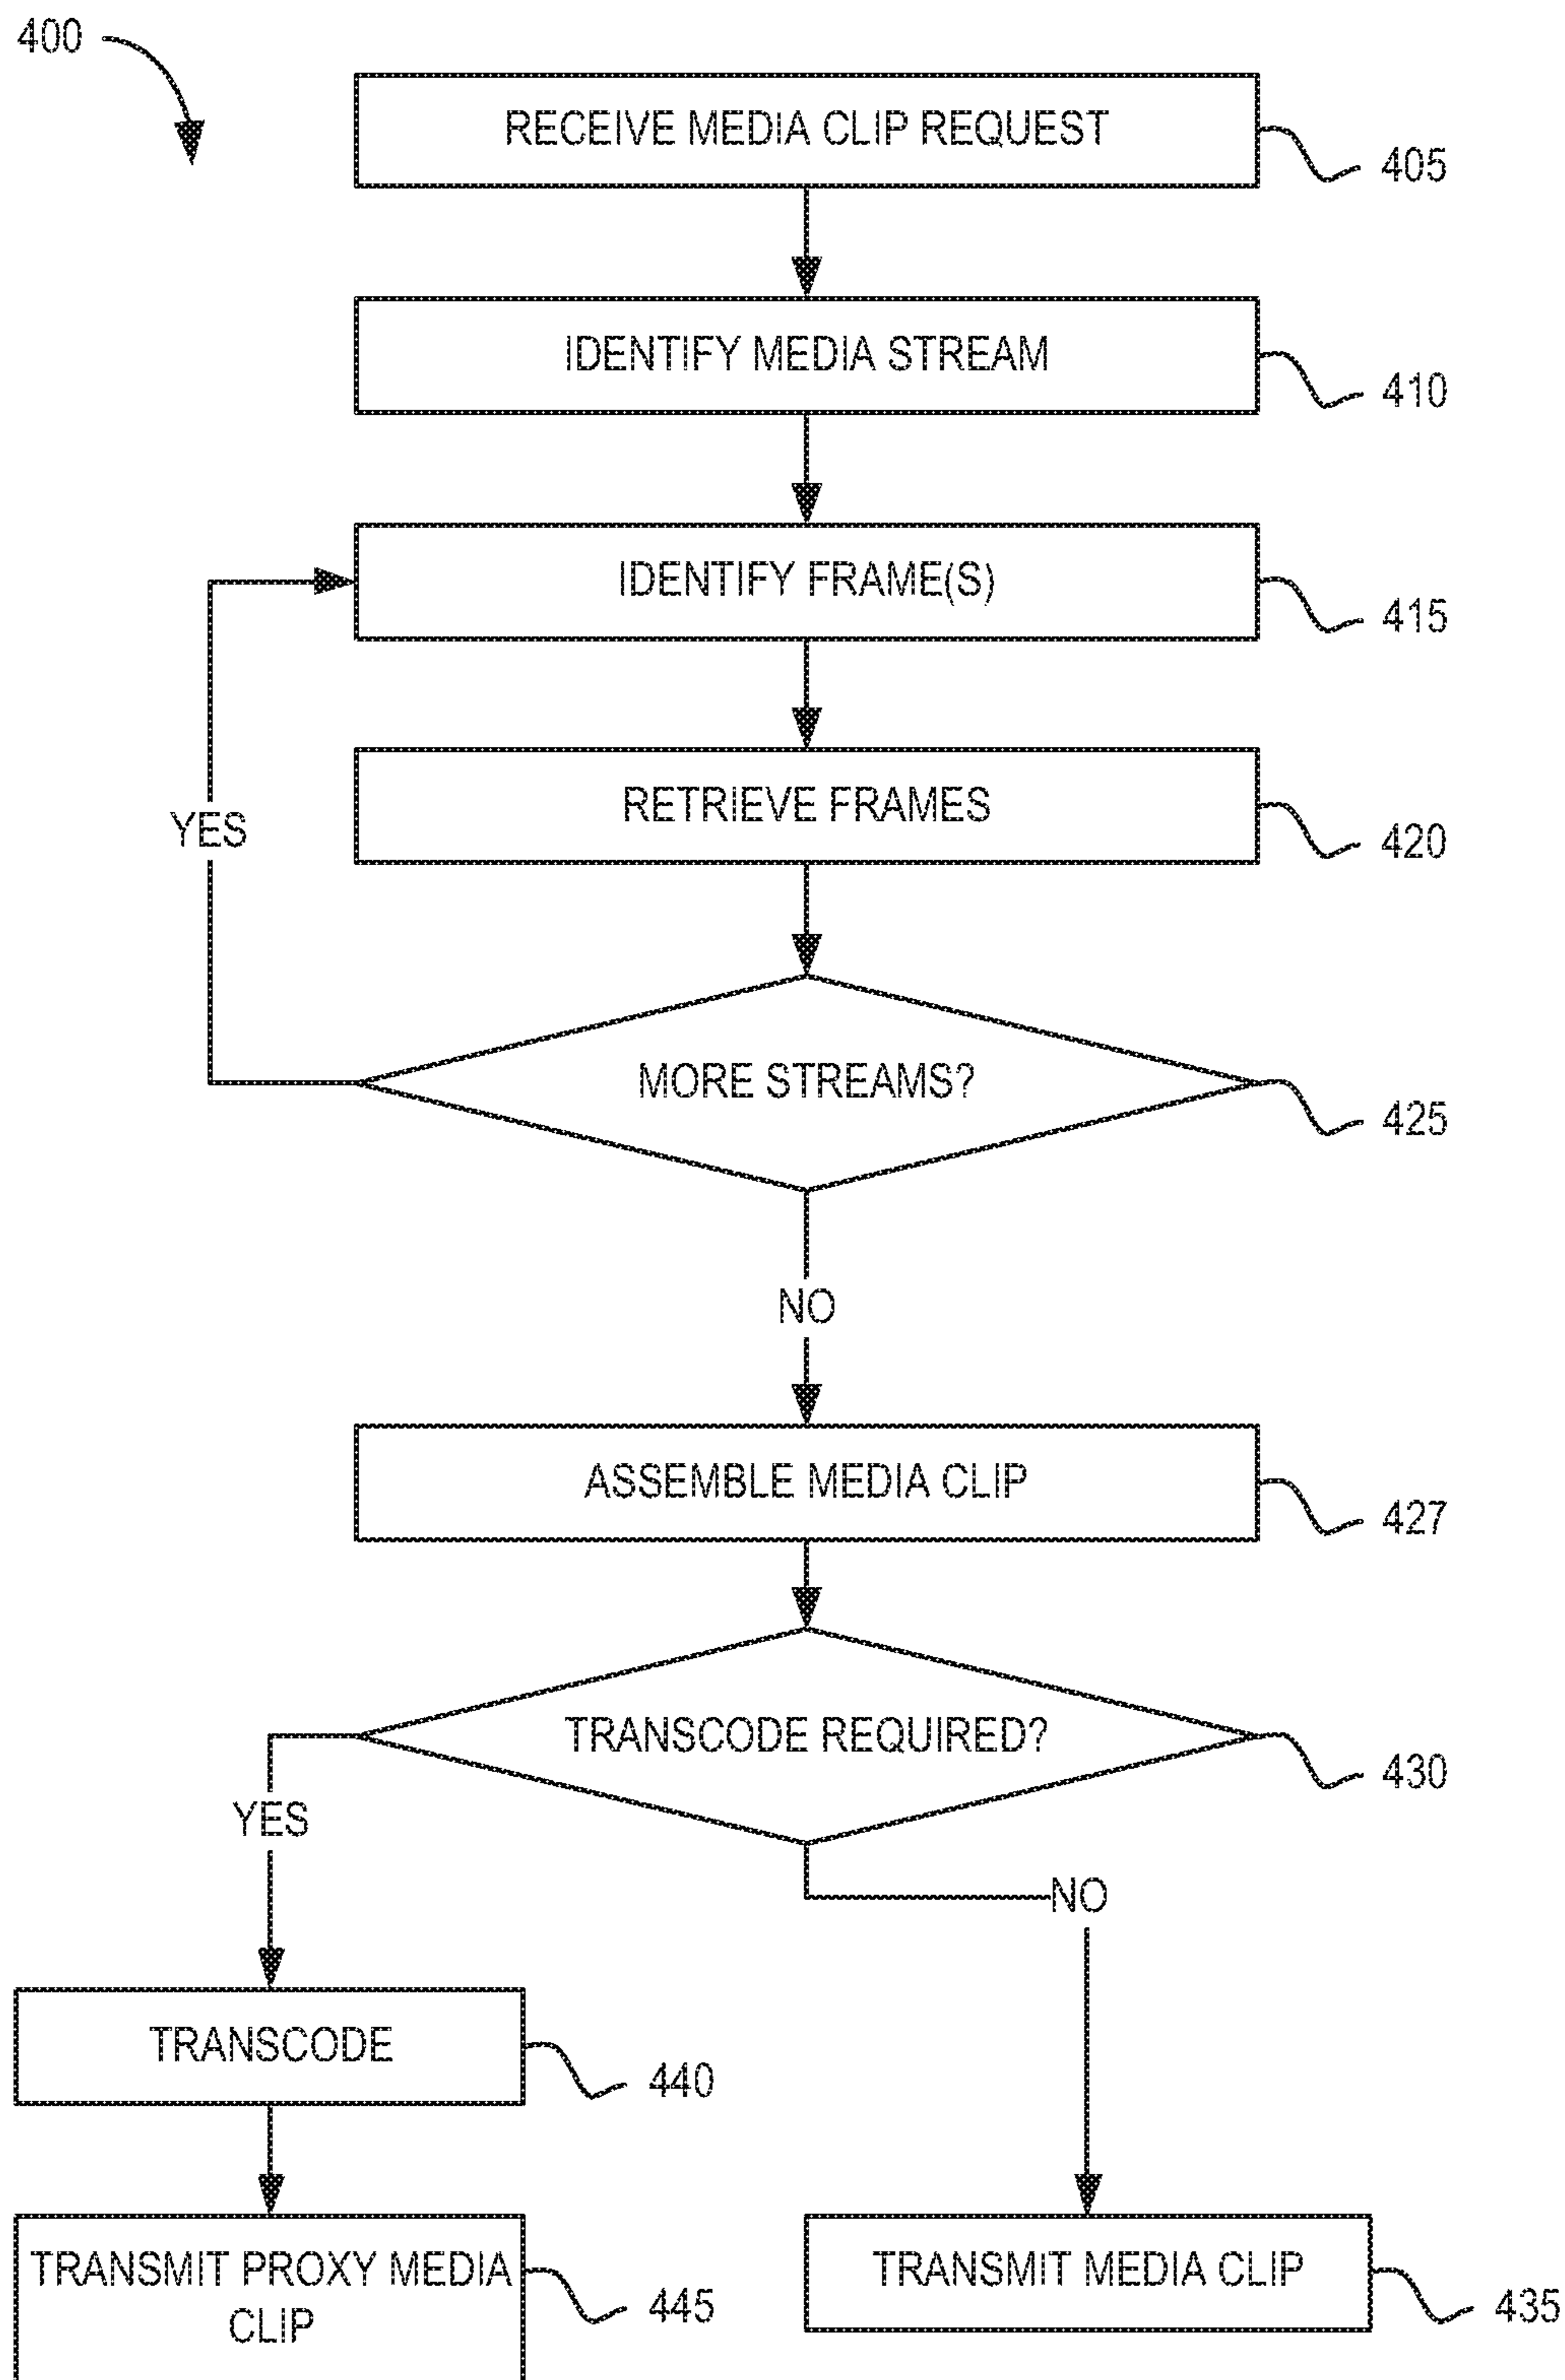 400
RECEIVE MEDIA CLIP REQUEST
405
IDENTIFY MEDIA STREAM
410
IDENTIFY FRAME(S)
415
RETRIEVE FRAMES
420
YES
MORE STREAMS?
425
NO
ASSEMBLE MEDIA CLIP
427
TRANSCODE REQUIRED?
430
YES
NO
TRANSCODE
440
TRANSMIT PROXY MEDIA
CLIP
445
TRANSMIT MEDIA CLIP
435